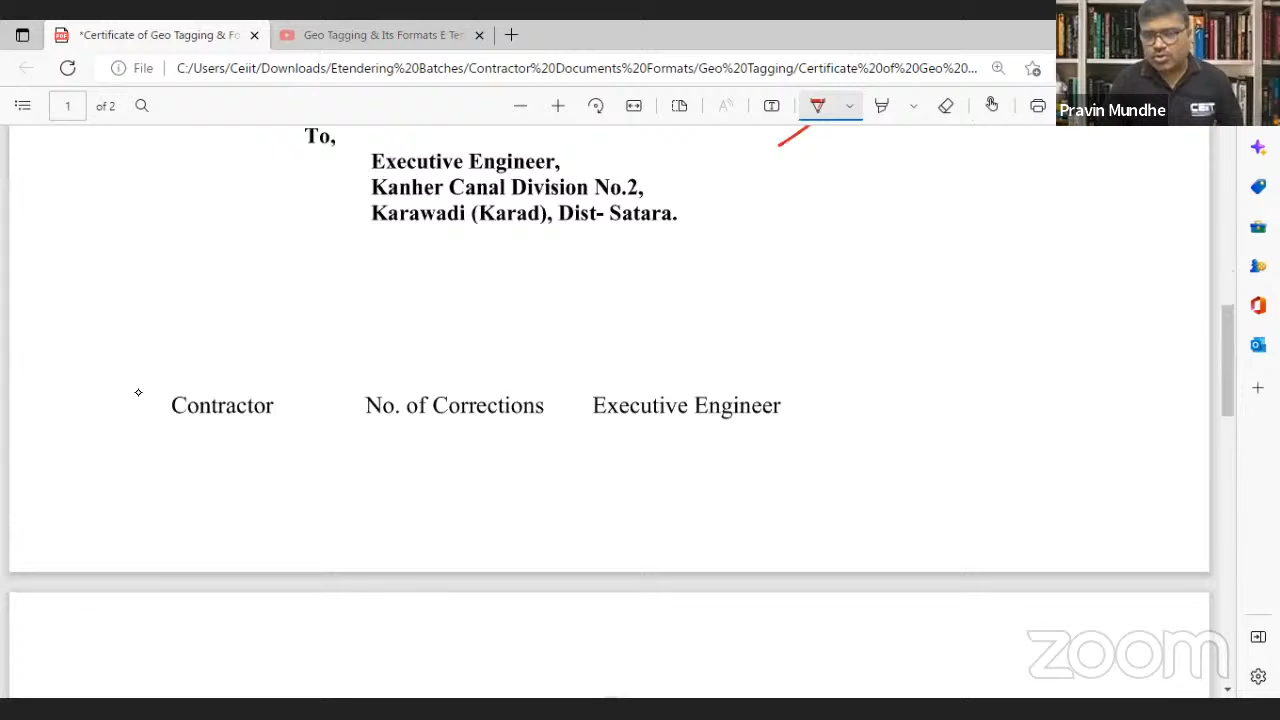 *Certificate of Geo Tagging & Fo
Geo Tagging & Its Formats E Te
File
C:/Users/Ceiit/Downloads/Etendering%20Batches/Contractor%20Documents%20Formats/Geo%20Tagging/Certificate%20of%20Geo%20...
1 of 2
Pravin Mundhe
CEIT
To,
Executive Engineer,
Kanher Canal Division No.2,
Karawadi (Karad), Dist- Satara.
Contractor No. of Corrections Executive Engineer
zoom